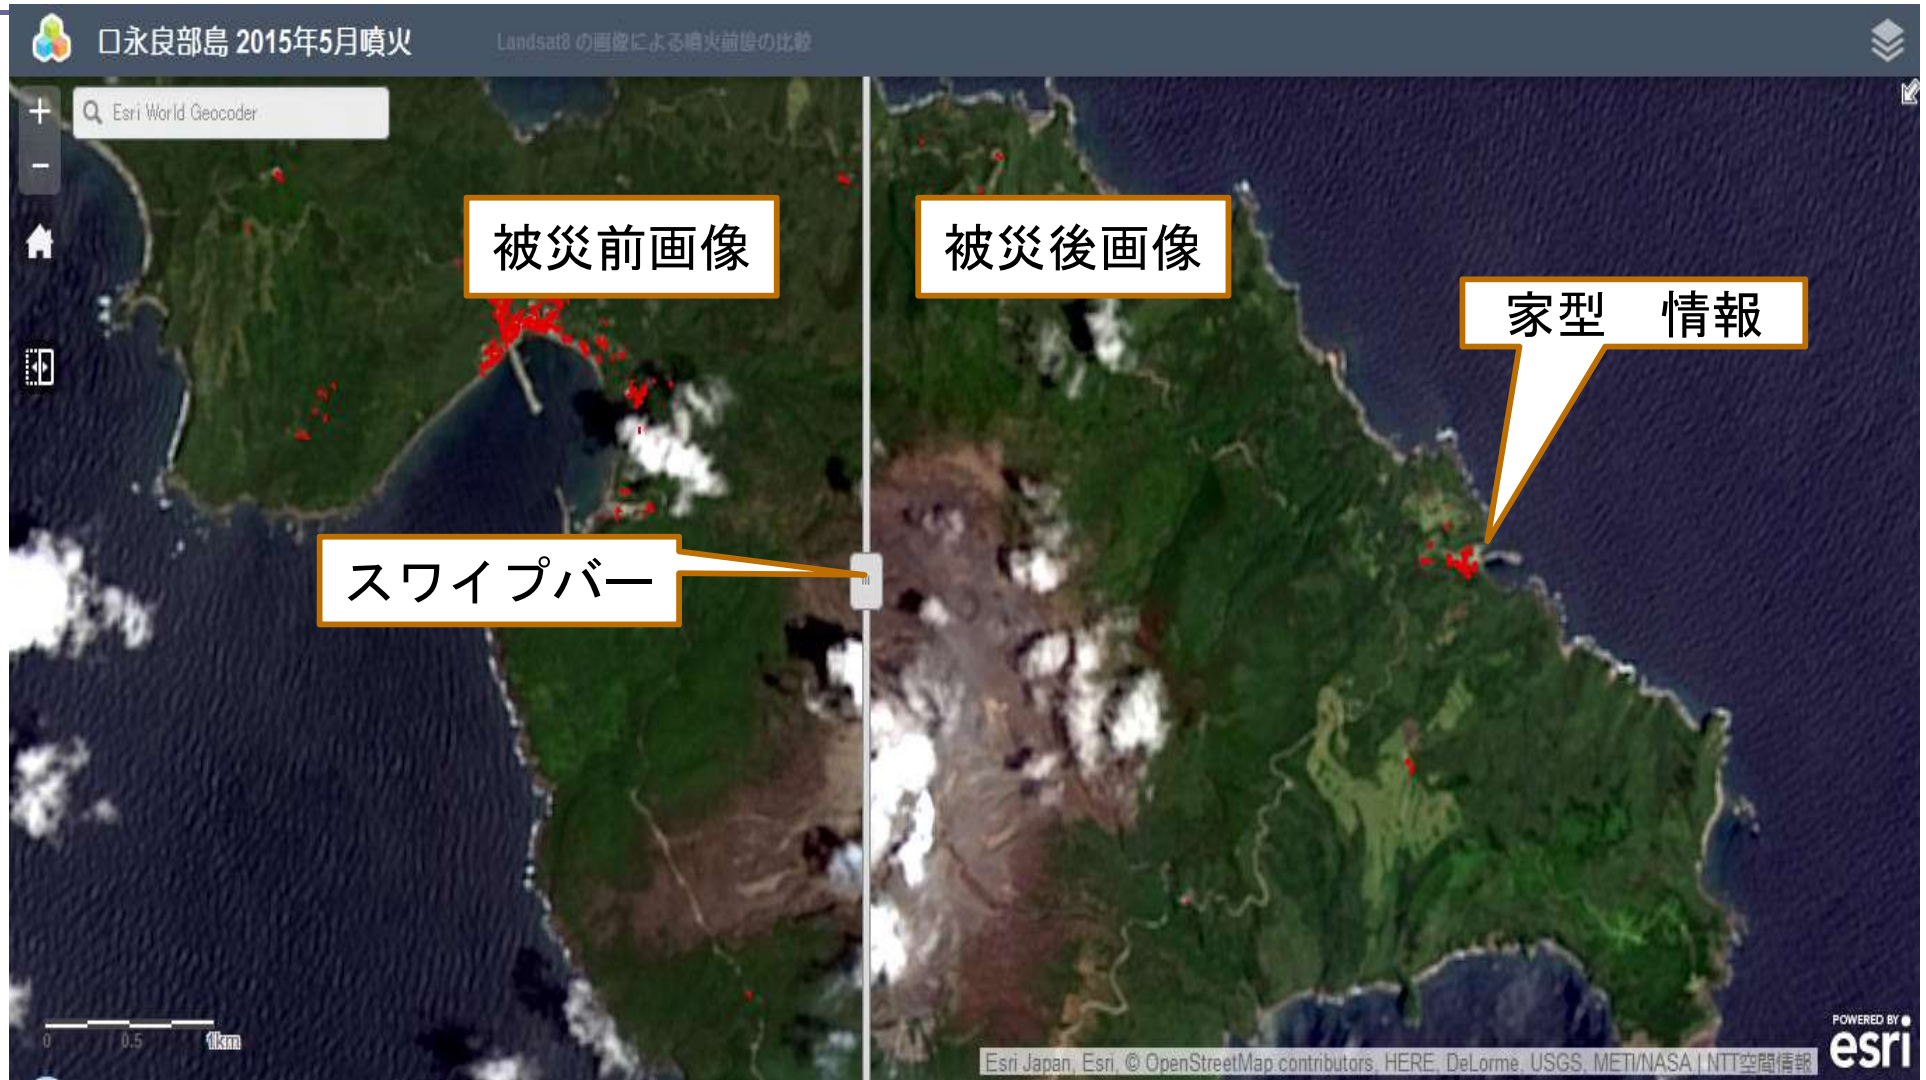 口永良部島 2015年5月噴火
Landsat8 の画像による噴火前後の比較
+
Esri World Geocoder
−
被災前画像
被災後画像
家型　情報
スワイプバー
0 0.5 1km
POWERED BY
esri
Esri Japan, Esri, © OpenStreetMap contributors, HERE, DeLorme, USGS, METI/NASA | NTT空間情報